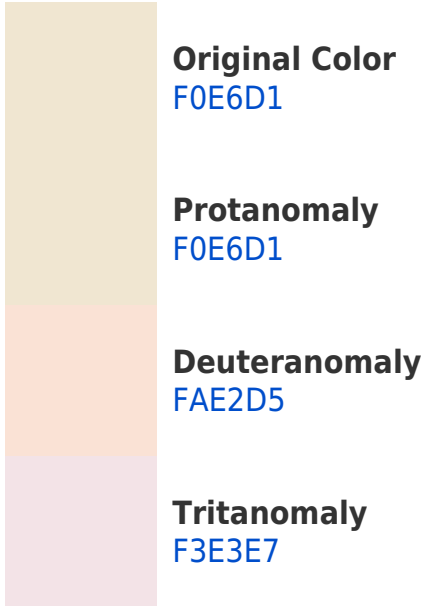 Original Color
F0E6D1
Protanomaly
F0E6D1
Deuteranomaly
FAE2D5
Tritanomaly
F3E3E7